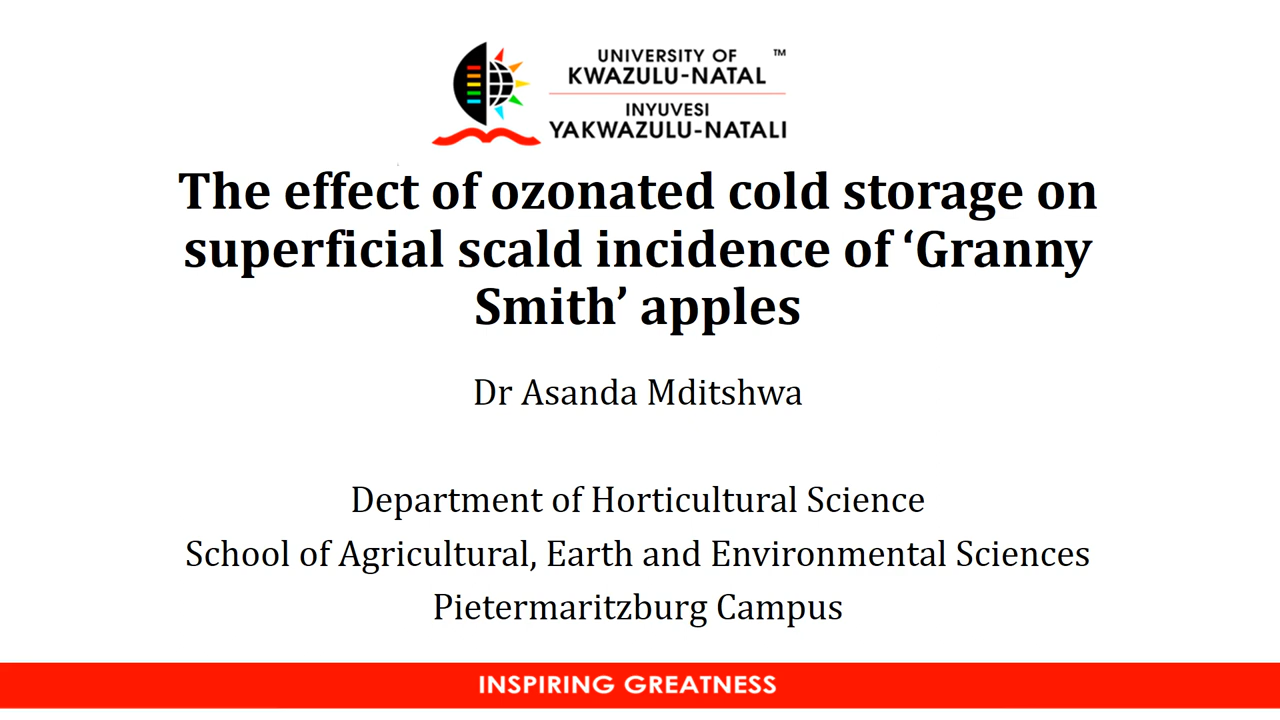 UNIVERSITY OF ™
KWAZULU-NATAL
INYUVESI
YAKWAZULU-NATALI
The effect of ozonated cold storage on
superficial scald incidence of ‘Granny
Smith’ apples
Dr Asanda Mditshwa
Department of Horticultural Science
School of Agricultural, Earth and Environmental Sciences
Pietermaritzburg Campus
INSPIRING GREATNESS